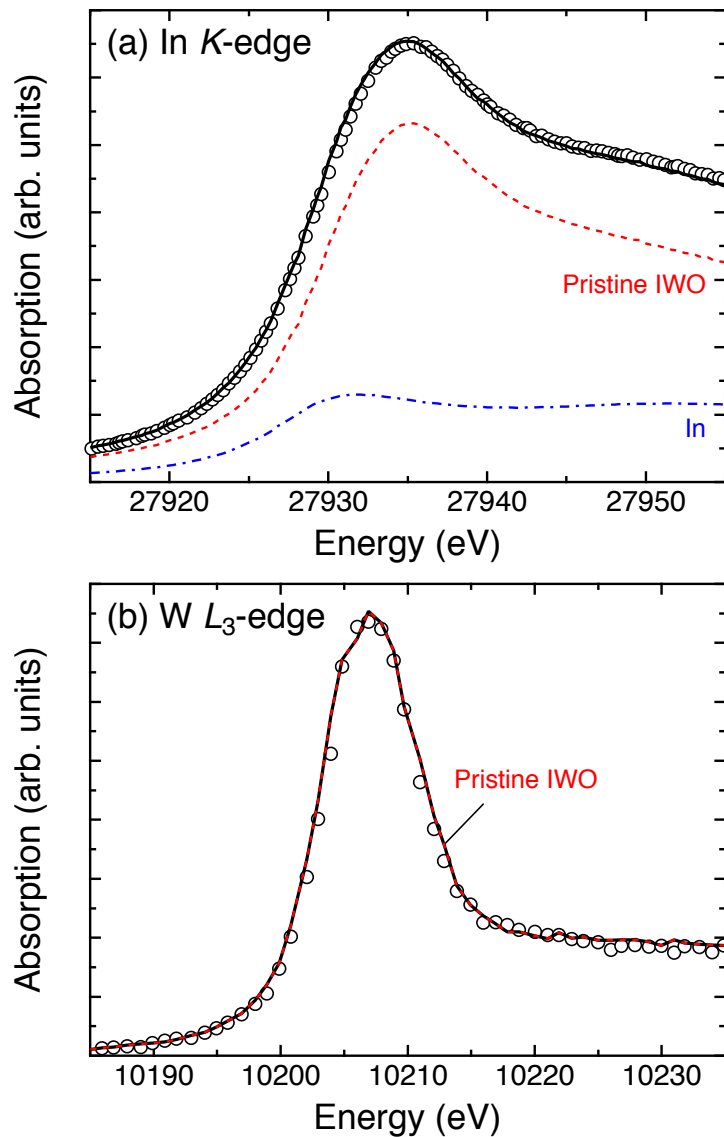 (a) In K-edge
Absorption (arb. units)
Pristine IWO
In
27920 27930 27940 27950
Energy (eV)
(b) W L₃-edge
Absorption (arb. units)
Pristine IWO
10190 10200 10210 10220 10230
Energy (eV)